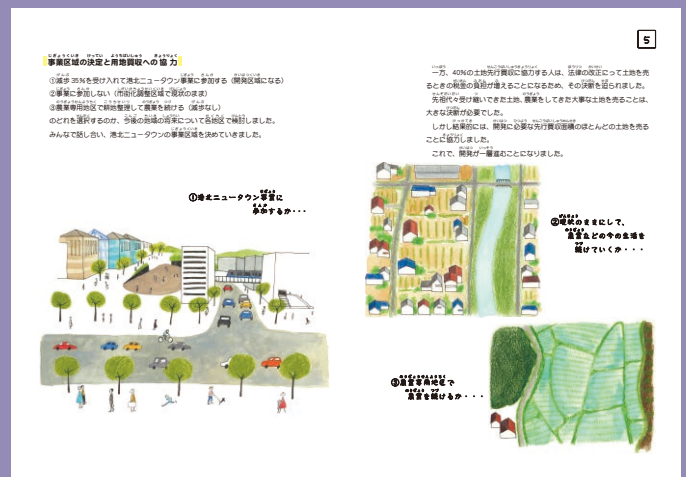 5
事業区域の決定と用地買収への協力
①減歩35%を受け入れて港北ニュータウン事業に参加する（開発区域になる）
②事業に参加しない（市街化調整区域で現状のまま）
③農業専用地区で耕地整理して農業を続ける（減歩なし）
のどれを選択するのか、今後の地域の将来について各地区で検討しました。
みんなで話し合い、港北ニュータウンの事業区域を決めていきました。
一方、40%の土地先行買収に協力する人は、法律の改正にって土地を売
るときの税金の負担が増えることになるため、その決断を迫られました。
先祖代々受け継いできた土地、農業をしてきた大事な土地を売ることは、
大きな決断が必要でした。
しかし結果的には、開発に必要な先行買収面積のほとんどの土地を売る
ことに協力しました。
これで、開発が一層進むことになりました。
①港北ニュータウン事業に
参加するか・・・
②現状のままにして、
農業などの今の生活を
続けていくか・・・
③農業専用地区で
農業を続けるか・・・